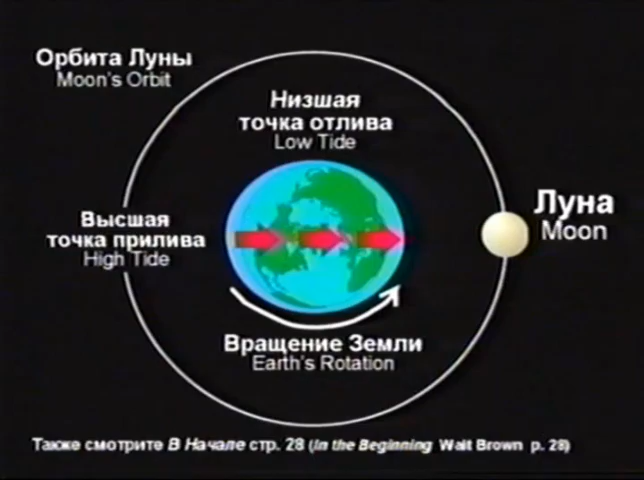 Орбита Луны
Moon's Orbit
Низшая
точка отлива
Low Tide
Луна
Moon
Высшая
точка прилива
High Tide
Вращение Земли
Earth's Rotation
Также смотрите В Начале стр. 28 (In the Beginning Walt Brown p. 28)